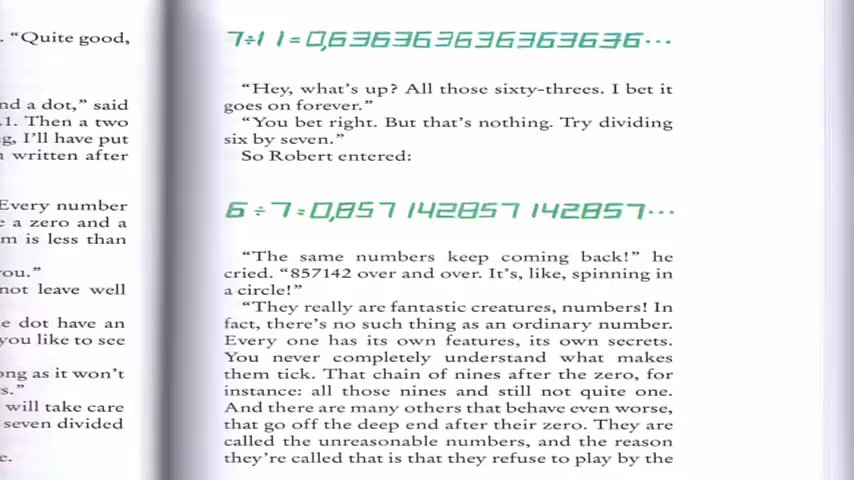 . “Quite good,
nd a dot,” said
.1. Then a two
g, I’ll have put
n written after
Every number
e a zero and a
m is less than
you.”
not leave well
e dot have an
you like to see
ong as it won’t
s.”
will take care
seven divided
e.
7÷11=0,636363636363636...
“Hey, what’s up? All those sixty-threes. I bet it
goes on forever.”
“You bet right. But that’s nothing. Try dividing
six by seven.”
So Robert entered:
6÷7=0,857 142857 142857...
“The same numbers keep coming back!” he
cried. “857142 over and over. It’s, like, spinning in
a circle!”
“They really are fantastic creatures, numbers! In
fact, there’s no such thing as an ordinary number.
Every one has its own features, its own secrets.
You never completely understand what makes
them tick. That chain of nines after the zero, for
instance: all those nines and still not quite one.
And there are many others that behave even worse,
that go off the deep end after their zero. They are
called the unreasonable numbers, and the reason
they’re called that is that they refuse to play by the